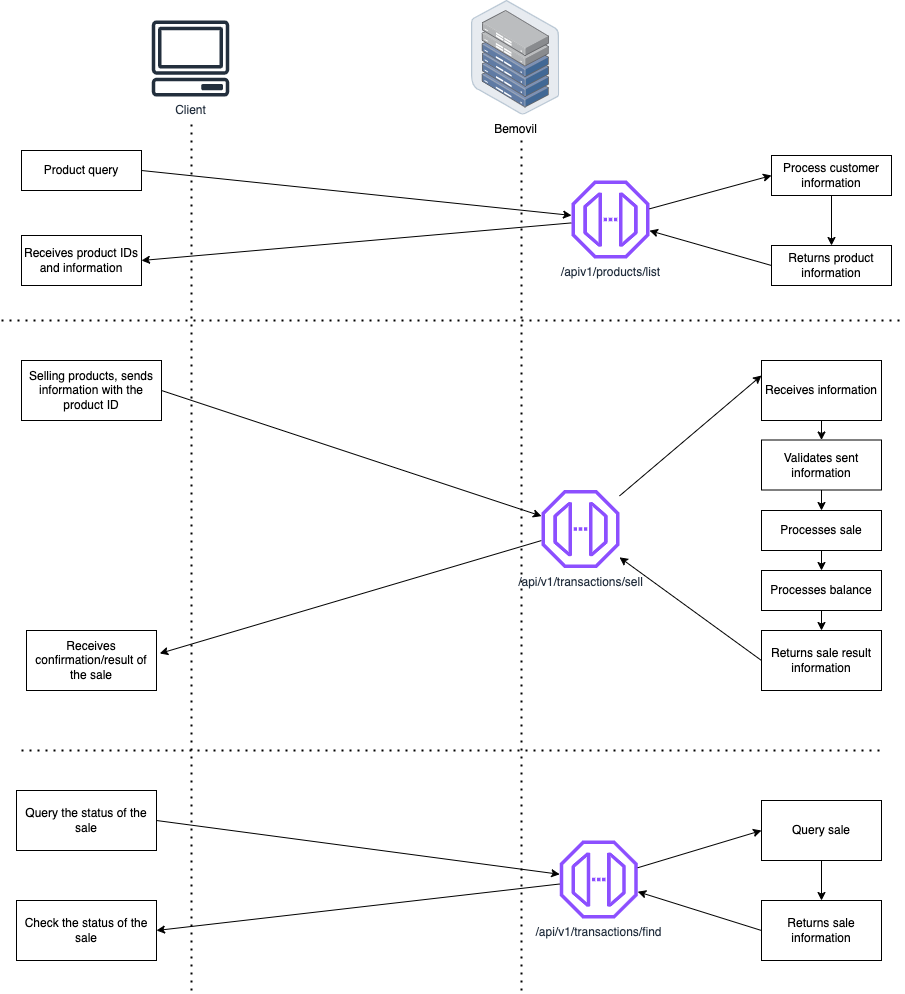 Client
Bemovil
Product query
Process customer
information
Receives product IDs
and information
Returns product
information
/apiv1/products/list
Selling products, sends
information with the
product ID
Receives information
Validates sent
information
Processes sale
/api/v1/transactions/sell
Processes balance
Receives
confirmation/result of
the sale
Returns sale result
information
Query the status of the
sale
Query sale
Check the status of the
sale
Returns sale
information
/api/v1/transactions/find